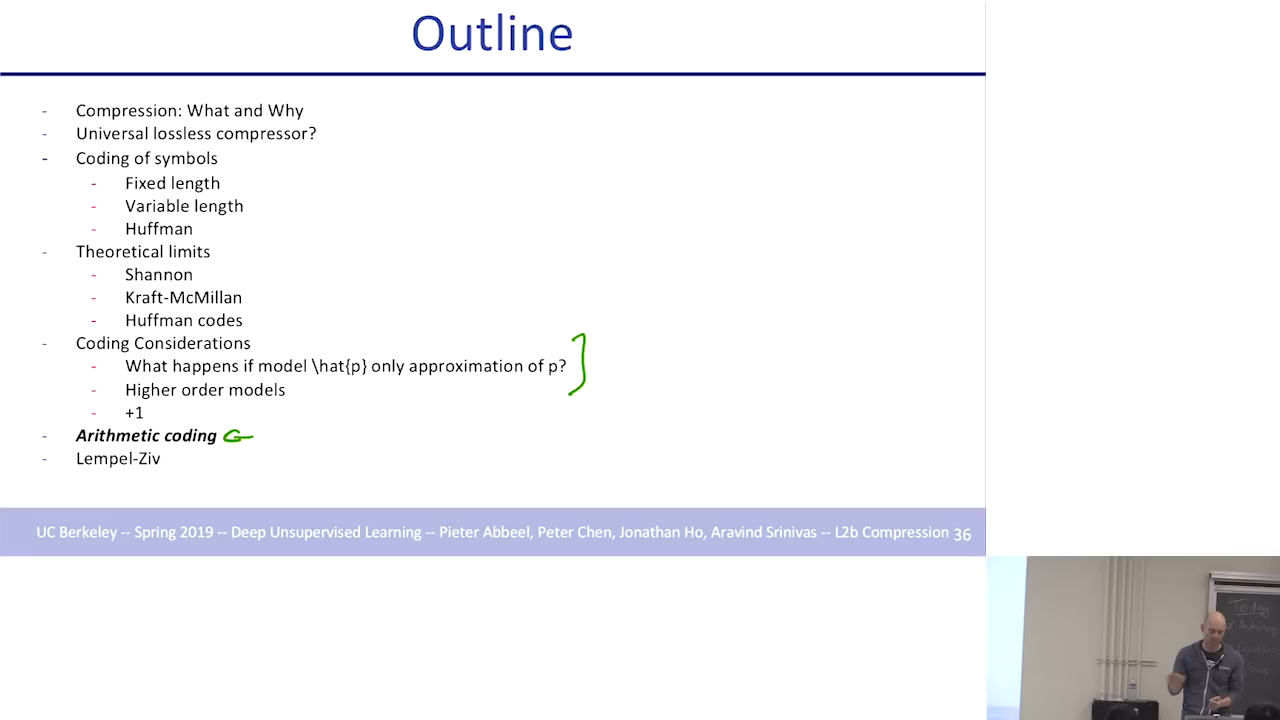 Outline
- Compression: What and Why
- Universal lossless compressor?
- Coding of symbols
- Fixed length
- Variable length
- Huffman
- Theoretical limits
- Shannon
- Kraft-McMillan
- Huffman codes
- Coding Considerations
- What happens if model \hat{p} only approximation of p?
- Higher order models
- +1
- Arithmetic coding
- Lempel-Ziv
UC Berkeley -- Spring 2019 -- Deep Unsupervised Learning -- Pieter Abbeel, Peter Chen, Jonathan Ho, Aravind Srinivas -- L2b Compression 36
Today